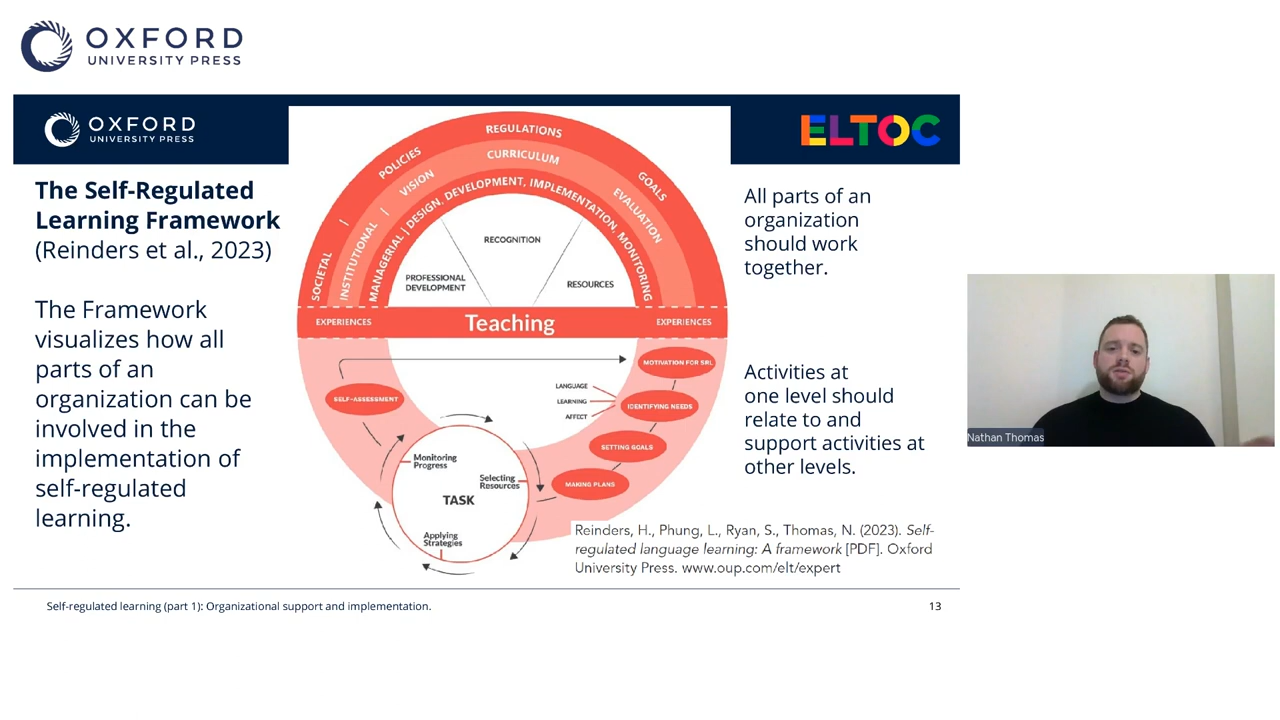 OXFORD
UNIVERSITY PRESS
OXFORD
UNIVERSITY PRESS
ELTOC
The Self-Regulated
Learning Framework
(Reinders et al., 2023)
The Framework
visualizes how all
parts of an
organization can be
involved in the
implementation of
self-regulated
learning.
SOCIETAL | POLICIES REGULATIONS GOALS
INSTITUTIONAL | VISION CURRICULUM EVALUATION
MANAGERIAL | DESIGN, DEVELOPMENT, IMPLEMENTATION, MONITORING
PROFESSIONAL
DEVELOPMENT
RECOGNITION
RESOURCES
EXPERIENCES
Teaching
EXPERIENCES
MOTIVATION FOR SRL
LANGUAGE
LEARNING
AFFECT
IDENTIFYING NEEDS
SETTING GOALS
MAKING PLANS
SELF-ASSESSMENT
Monitoring
Progress
Selecting
Resources
TASK
Applying
Strategies
All parts of an
organization
should work
together.
Activities at
one level should
relate to and
support activities at
other levels.
Reinders, H., Phung, L., Ryan, S., Thomas, N. (2023). Self-
regulated language learning: A framework [PDF]. Oxford
University Press. www.oup.com/elt/expert
Self-regulated learning (part 1): Organizational support and implementation.
13
Nathan Thomas